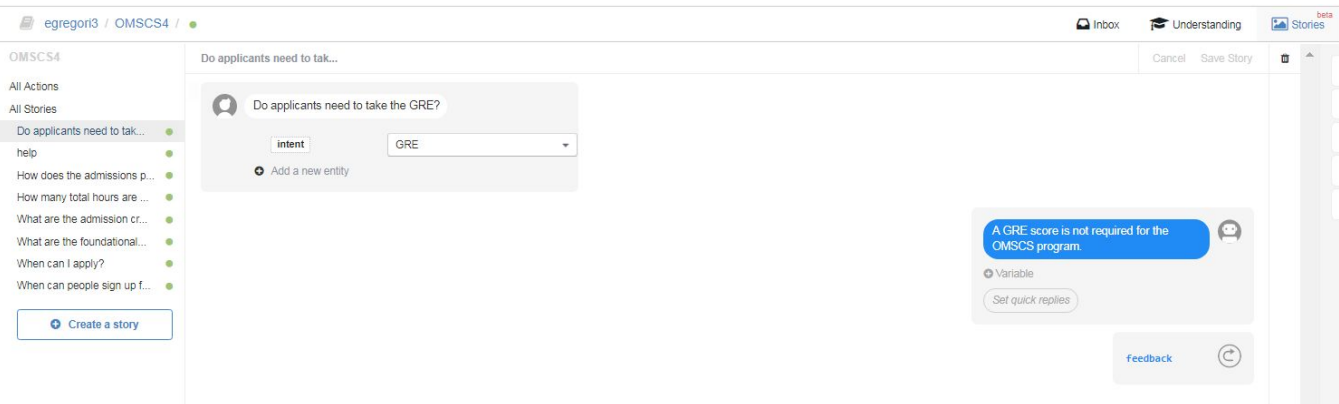 egregori3 / OMSCS4 /
Inbox
Understanding
Stories
beta
OMSCS4
All Actions
All Stories
Do applicants need to tak...
help
How does the admissions p...
How many total hours are ...
What are the admission cr...
What are the foundational...
When can I apply?
When can people sign up f...
Create a story
Do applicants need to tak...
Cancel
Save Story
Do applicants need to take the GRE?
intent
GRE
Add a new entity
A GRE score is not required for the
OMSCS program.
Variable
Set quick replies
feedback